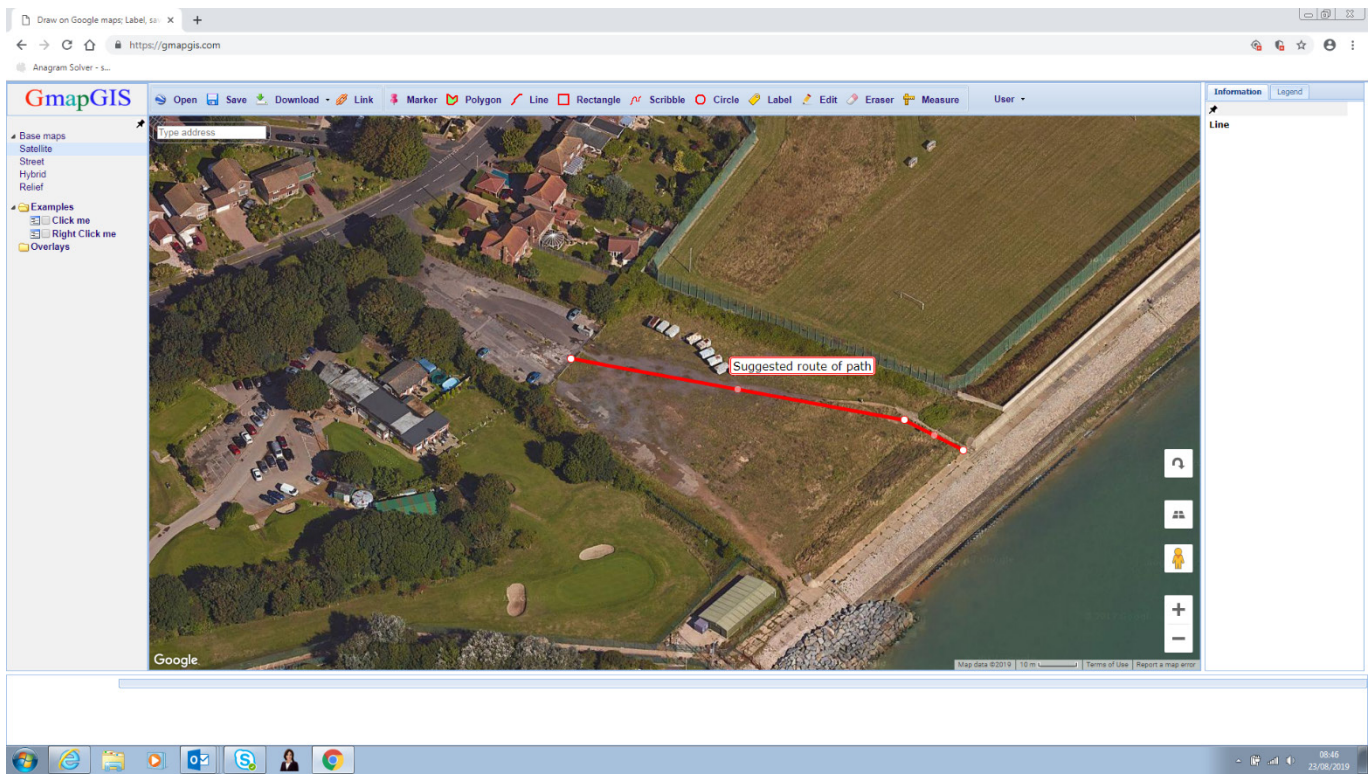 Draw on Google maps; Label, sa
https://gmapgis.com
Anagram Solver - s...
GmapGIS
Open Save Download Link Marker Polygon Line Rectangle Scribble Circle Label Edit Eraser Measure User
Information Legend
Line
Base maps
Satellite
Street
Hybrid
Relief
Examples
Click me
Right Click me
Overlays
Type address
Suggested route of path
Google
Map data ©2019 10 m Terms of Use Report a map error
08:46
23/08/2019